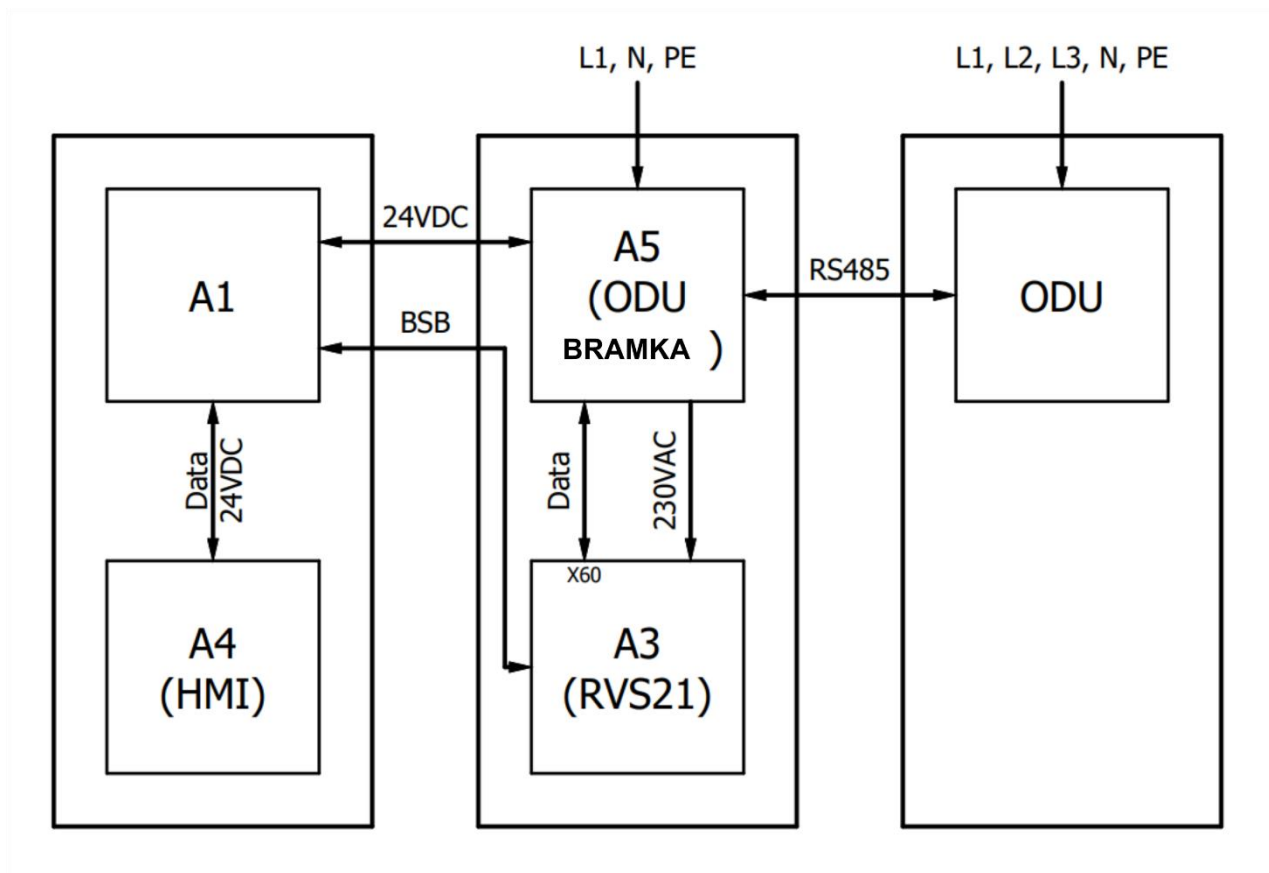 L1, N, PE
L1, L2, L3, N, PE
24VDC
A1
A5
(ODU
BRAMKA )
RS485
ODU
BSB
Data
24VDC
Data
230VAC
X60
A4
(HMI)
A3
(RVS21)